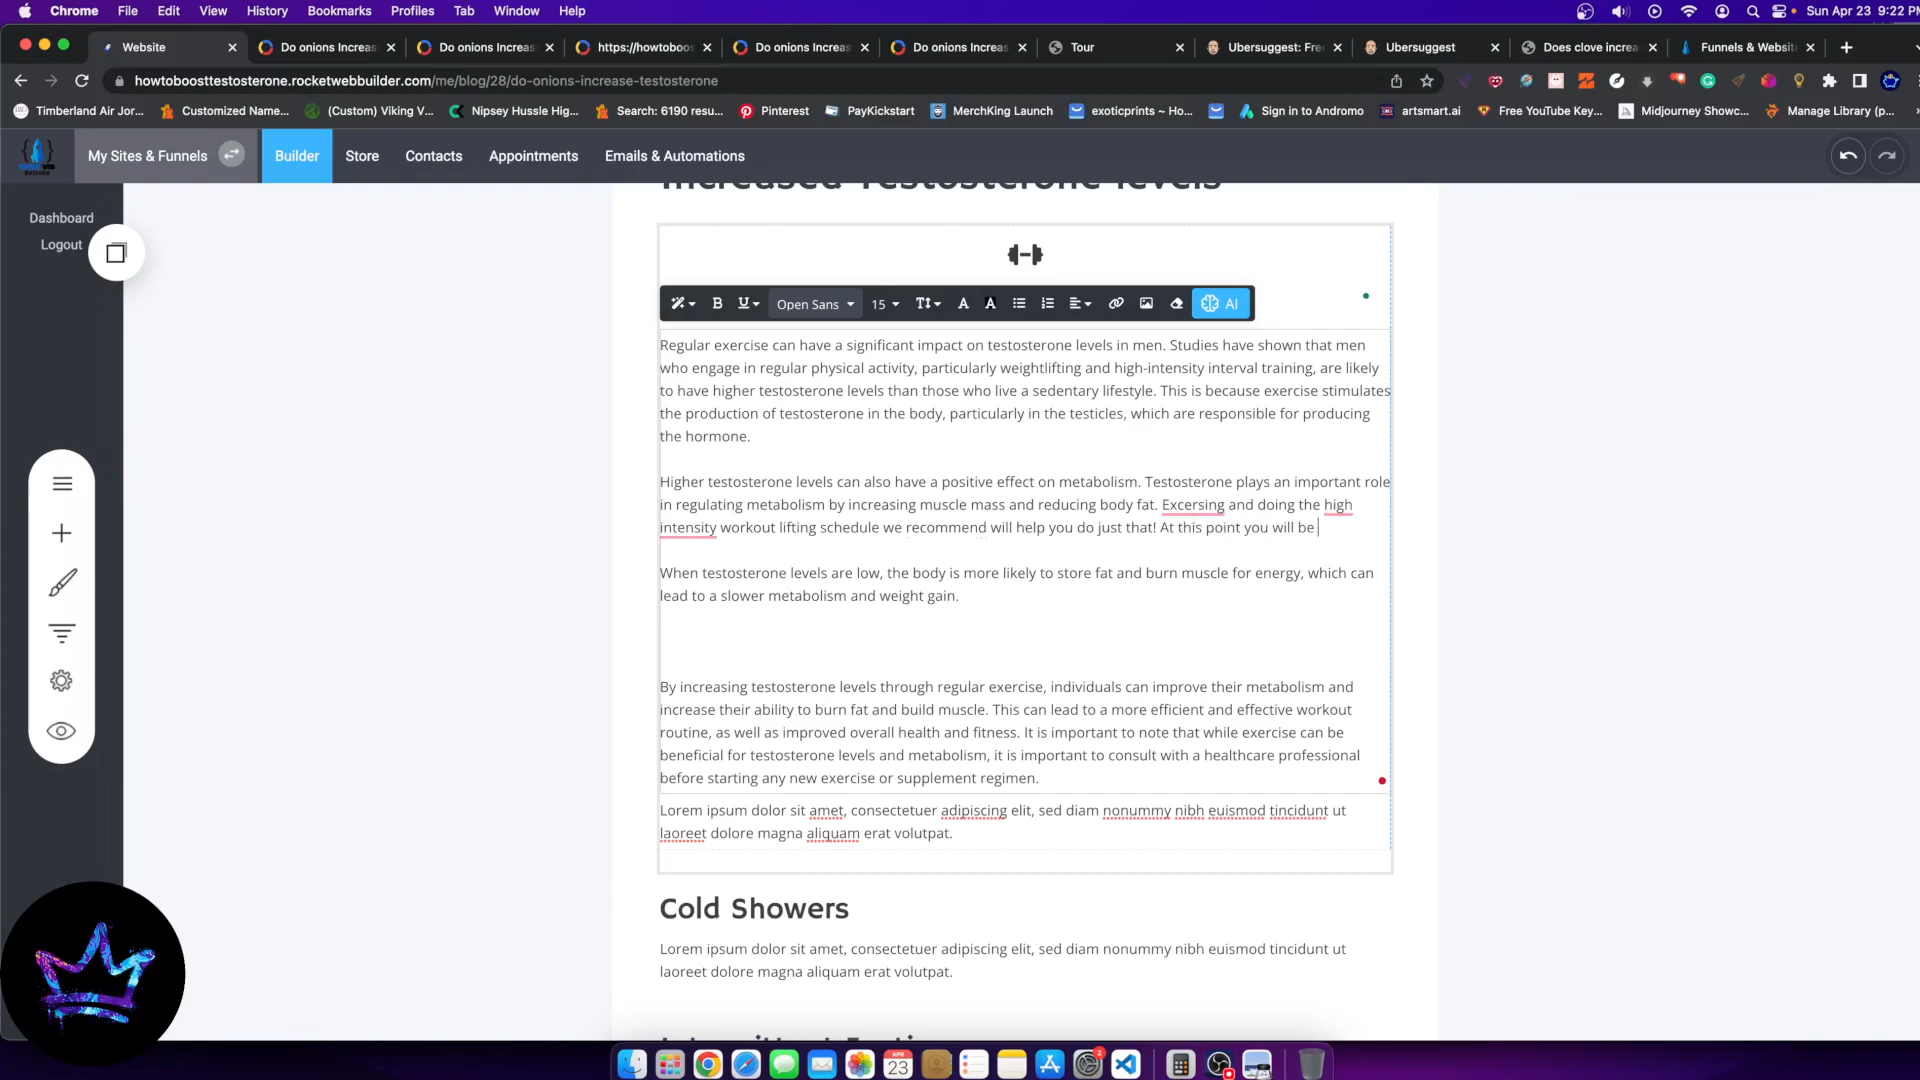 Chrome File Edit View History Bookmarks Profiles Tab Window Help Sun Apr 23 9:22 PM
Website Do onions Increas Do onions Increas https://howtoboos Do onions Increas Do onions Increas Tour Ubersuggest: Fre Ubersuggest Does clove increa Funnels & Website
howtoboosttestosterone.rocketwebbuilder.com/me/blog/28/do-onions-increase-testosterone
Timberland Air Jor... Customized Name... (Custom) Viking V... Nipsey Hussle Hig... Search: 6190 resu... Pinterest PayKickstart MerchKing Launch exoticprints ~ Ho... Sign in to Andromo artsmart.ai Free YouTube Key... Midjourney Showc... Manage Library (p...
My Sites & Funnels Builder Store Contacts Appointments Emails & Automations
Increased Testosterone levels
Dashboard
Logout
Open Sans 15 AI
Regular exercise can have a significant impact on testosterone levels in men. Studies have shown that men
who engage in regular physical activity, particularly weightlifting and high-intensity interval training, are likely
to have higher testosterone levels than those who live a sedentary lifestyle. This is because exercise stimulates
the production of testosterone in the body, particularly in the testicles, which are responsible for producing
the hormone.
Higher testosterone levels can also have a positive effect on metabolism. Testosterone plays an important role
in regulating metabolism by increasing muscle mass and reducing body fat. Excersing and doing the high
intensity workout lifting schedule we recommend will help you do just that! At this point you will be
When testosterone levels are low, the body is more likely to store fat and burn muscle for energy, which can
lead to a slower metabolism and weight gain.
By increasing testosterone levels through regular exercise, individuals can improve their metabolism and
increase their ability to burn fat and build muscle. This can lead to a more efficient and effective workout
routine, as well as improved overall health and fitness. It is important to note that while exercise can be
beneficial for testosterone levels and metabolism, it is important to consult with a healthcare professional
before starting any new exercise or supplement regimen.
Lorem ipsum dolor sit amet, consectetuer adipiscing elit, sed diam nonummy nibh euismod tincidunt ut
laoreet dolore magna aliquam erat volutpat.
Cold Showers
Lorem ipsum dolor sit amet, consectetuer adipiscing elit, sed diam nonummy nibh euismod tincidunt ut
laoreet dolore magna aliquam erat volutpat.
APR
23
2